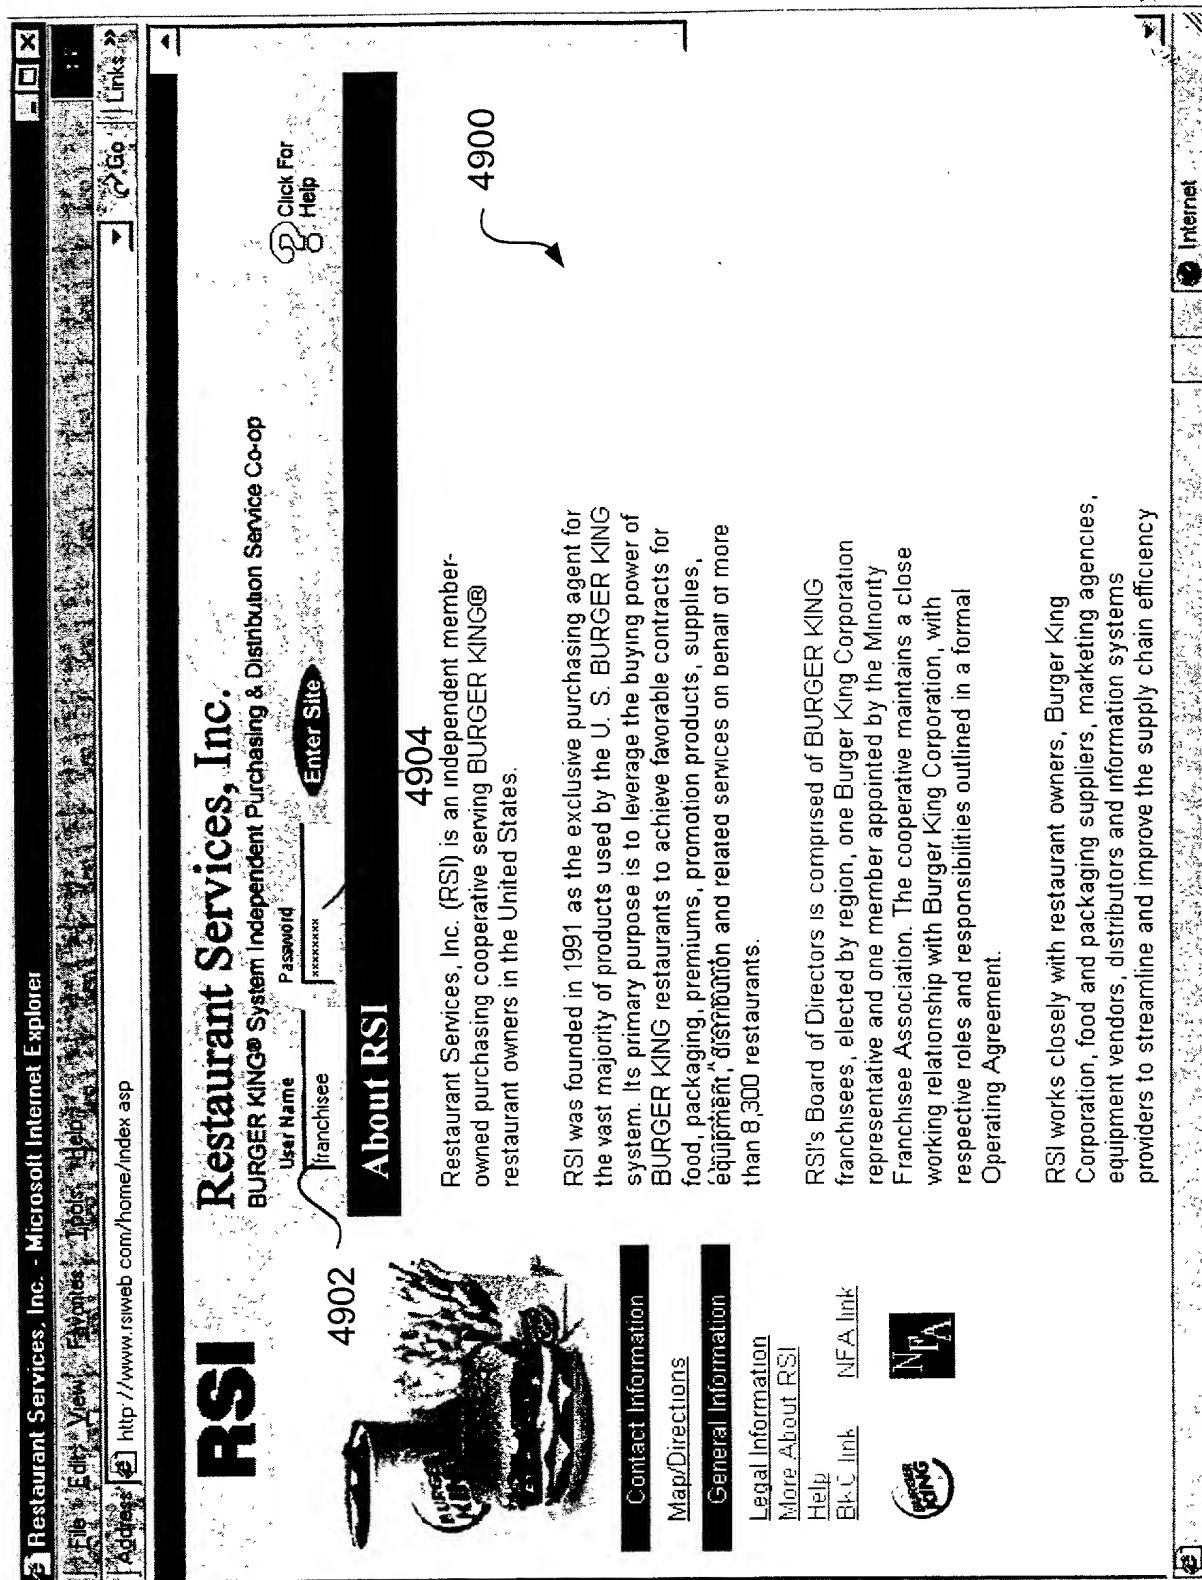 Restaurant Services, Inc. - Microsoft Internet Explorer
File Edit View Favorites Tools Help
Address http://www.rsiweb com/home/index asp Go Links »
RSI
Restaurant Services, Inc.
BURGER KING® System Independent Purchasing & Distribution Service Co-op
User Name Password
franchisee xxxxxxxx Enter Site
Click For
Help
4902
4904
4900
About RSI
BURGER
KING
Contact Information
Map/Directions
General Information
Legal Information
More About RSI
Help
BKC link NFA link
BURGER
KING
NFA
Restaurant Services, Inc. (RSI) is an independent member-
owned purchasing cooperative serving BURGER KING®
restaurant owners in the United States.
RSI was founded in 1991 as the exclusive purchasing agent for
the vast majority of products used by the U. S. BURGER KING
system. Its primary purpose is to leverage the buying power of
BURGER KING restaurants to achieve favorable contracts for
food, packaging, premiums, promotion products, supplies,
equipment, distribution and related services on behalf of more
than 8,300 restaurants.
RSI's Board of Directors is comprised of BURGER KING
franchisees, elected by region, one Burger King Corporation
representative and one member appointed by the Minority
Franchisee Association. The cooperative maintains a close
working relationship with Burger King Corporation, with
respective roles and responsibilities outlined in a formal
Operating Agreement.
RSI works closely with restaurant owners, Burger King
Corporation, food and packaging suppliers, marketing agencies,
equipment vendors, distributors and information systems
providers to streamline and improve the supply chain efficiency
Internet